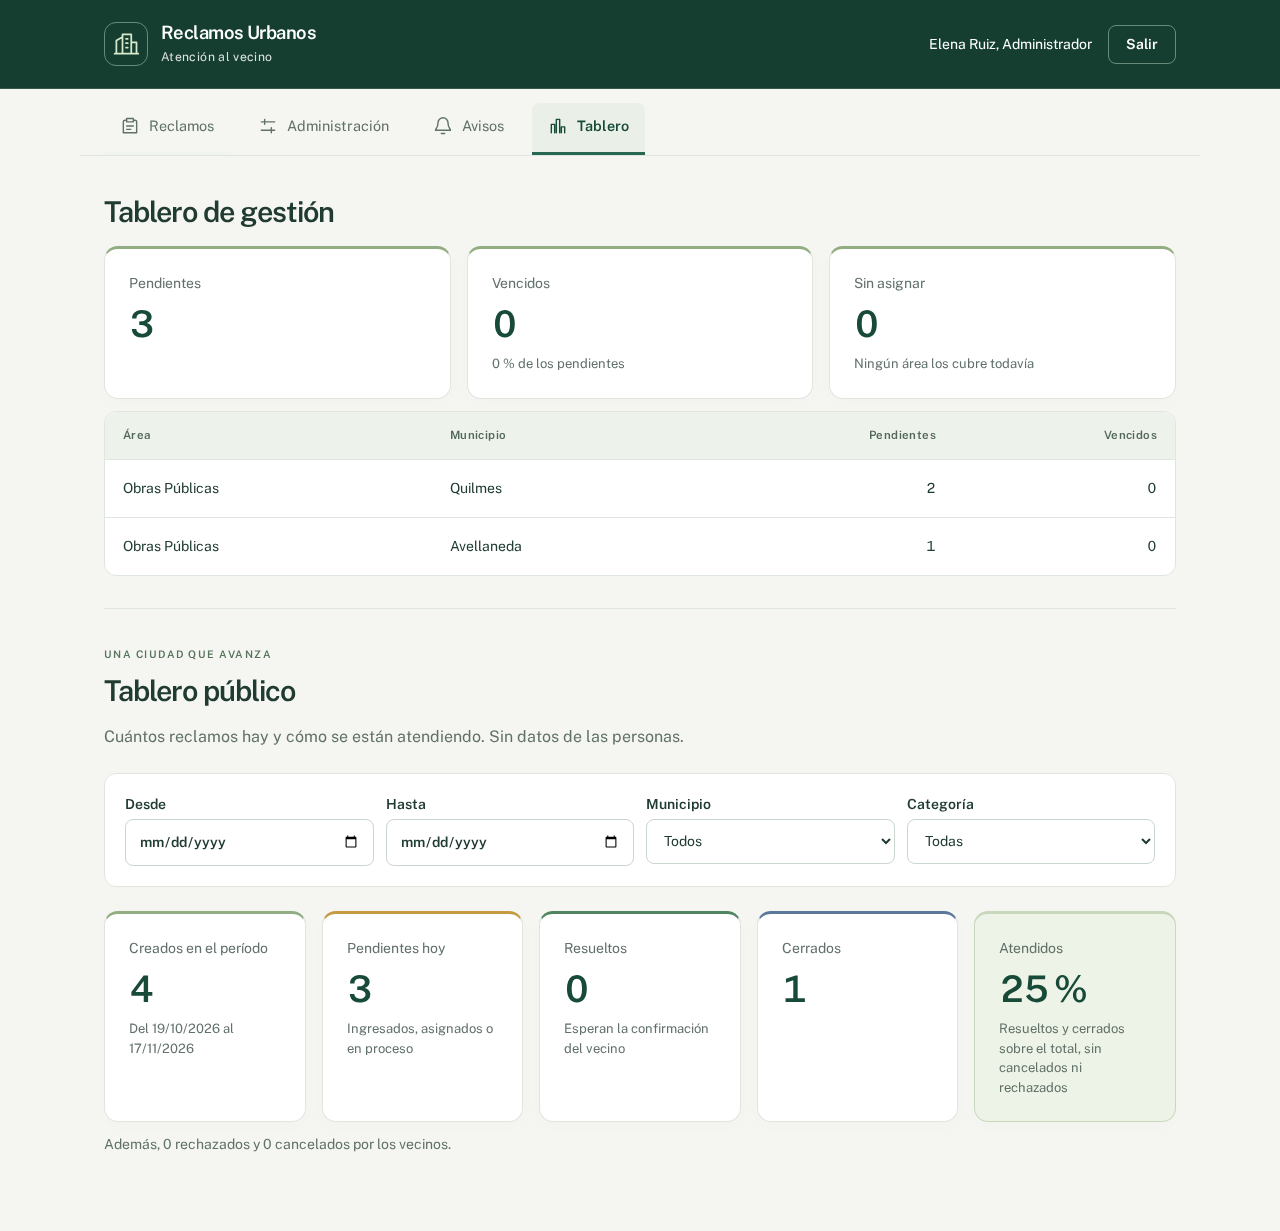 Reclamos Urbanos
Atención al vecino
Elena Ruiz, Administrador
Salir
Reclamos
Administración
Avisos
Tablero
Tablero de gestión
Pendientes
3
Vencidos
0
0 % de los pendientes
Sin asignar
0
Ningún área los cubre todavía
Área Municipio Pendientes Vencidos
Obras Públicas Quilmes 2 0
Obras Públicas Avellaneda 1 0
UNA CIUDAD QUE AVANZA
Tablero público
Cuántos reclamos hay y cómo se están atendiendo. Sin datos de las personas.
Desde
mm/dd/yyyy
Hasta
mm/dd/yyyy
Municipio
Todos
Categoría
Todas
Creados en el período
4
Del 19/10/2026 al
17/11/2026
Pendientes hoy
3
Ingresados, asignados o
en proceso
Resueltos
0
Esperan la confirmación
del vecino
Cerrados
1
Atendidos
25 %
Resueltos y cerrados
sobre el total, sin
cancelados ni
rechazados
Además, 0 rechazados y 0 cancelados por los vecinos.